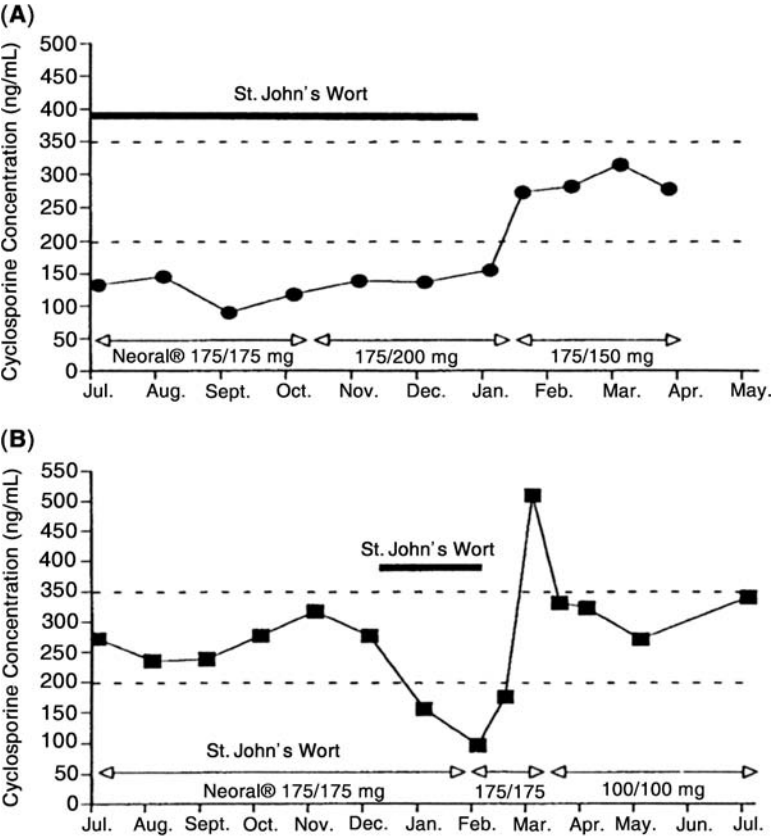 (A)
Cyclosporine Concentration (ng/mL)
500
450
400
350
300
250
200
150
100
50
0
St. John's Wort
Neoral® 175/175 mg
175/200 mg
175/150 mg
Jul. Aug. Sept. Oct. Nov. Dec. Jan. Feb. Mar. Apr. May.
(B)
Cyclosporine Concentration (ng/mL)
550
500
450
400
350
300
250
200
150
100
50
0
St. John's Wort
St. John's Wort
Neoral® 175/175 mg
175/175
100/100 mg
Jul. Aug. Sept. Oct. Nov. Dec. Jan. Feb. Mar. Apr. May. Jun. Jul.